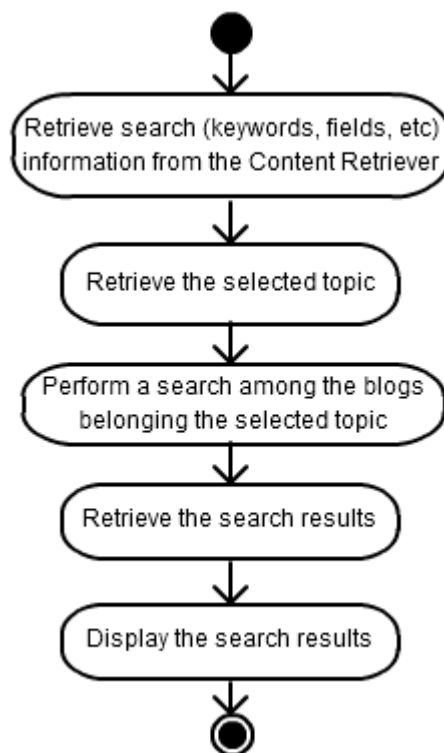 Retrieve search (keywords, fields, etc)
information from the Content Retriever
Retrieve the selected topic
Perform a search among the blogs
belonging the selected topic
Retrieve the search results
Display the search results